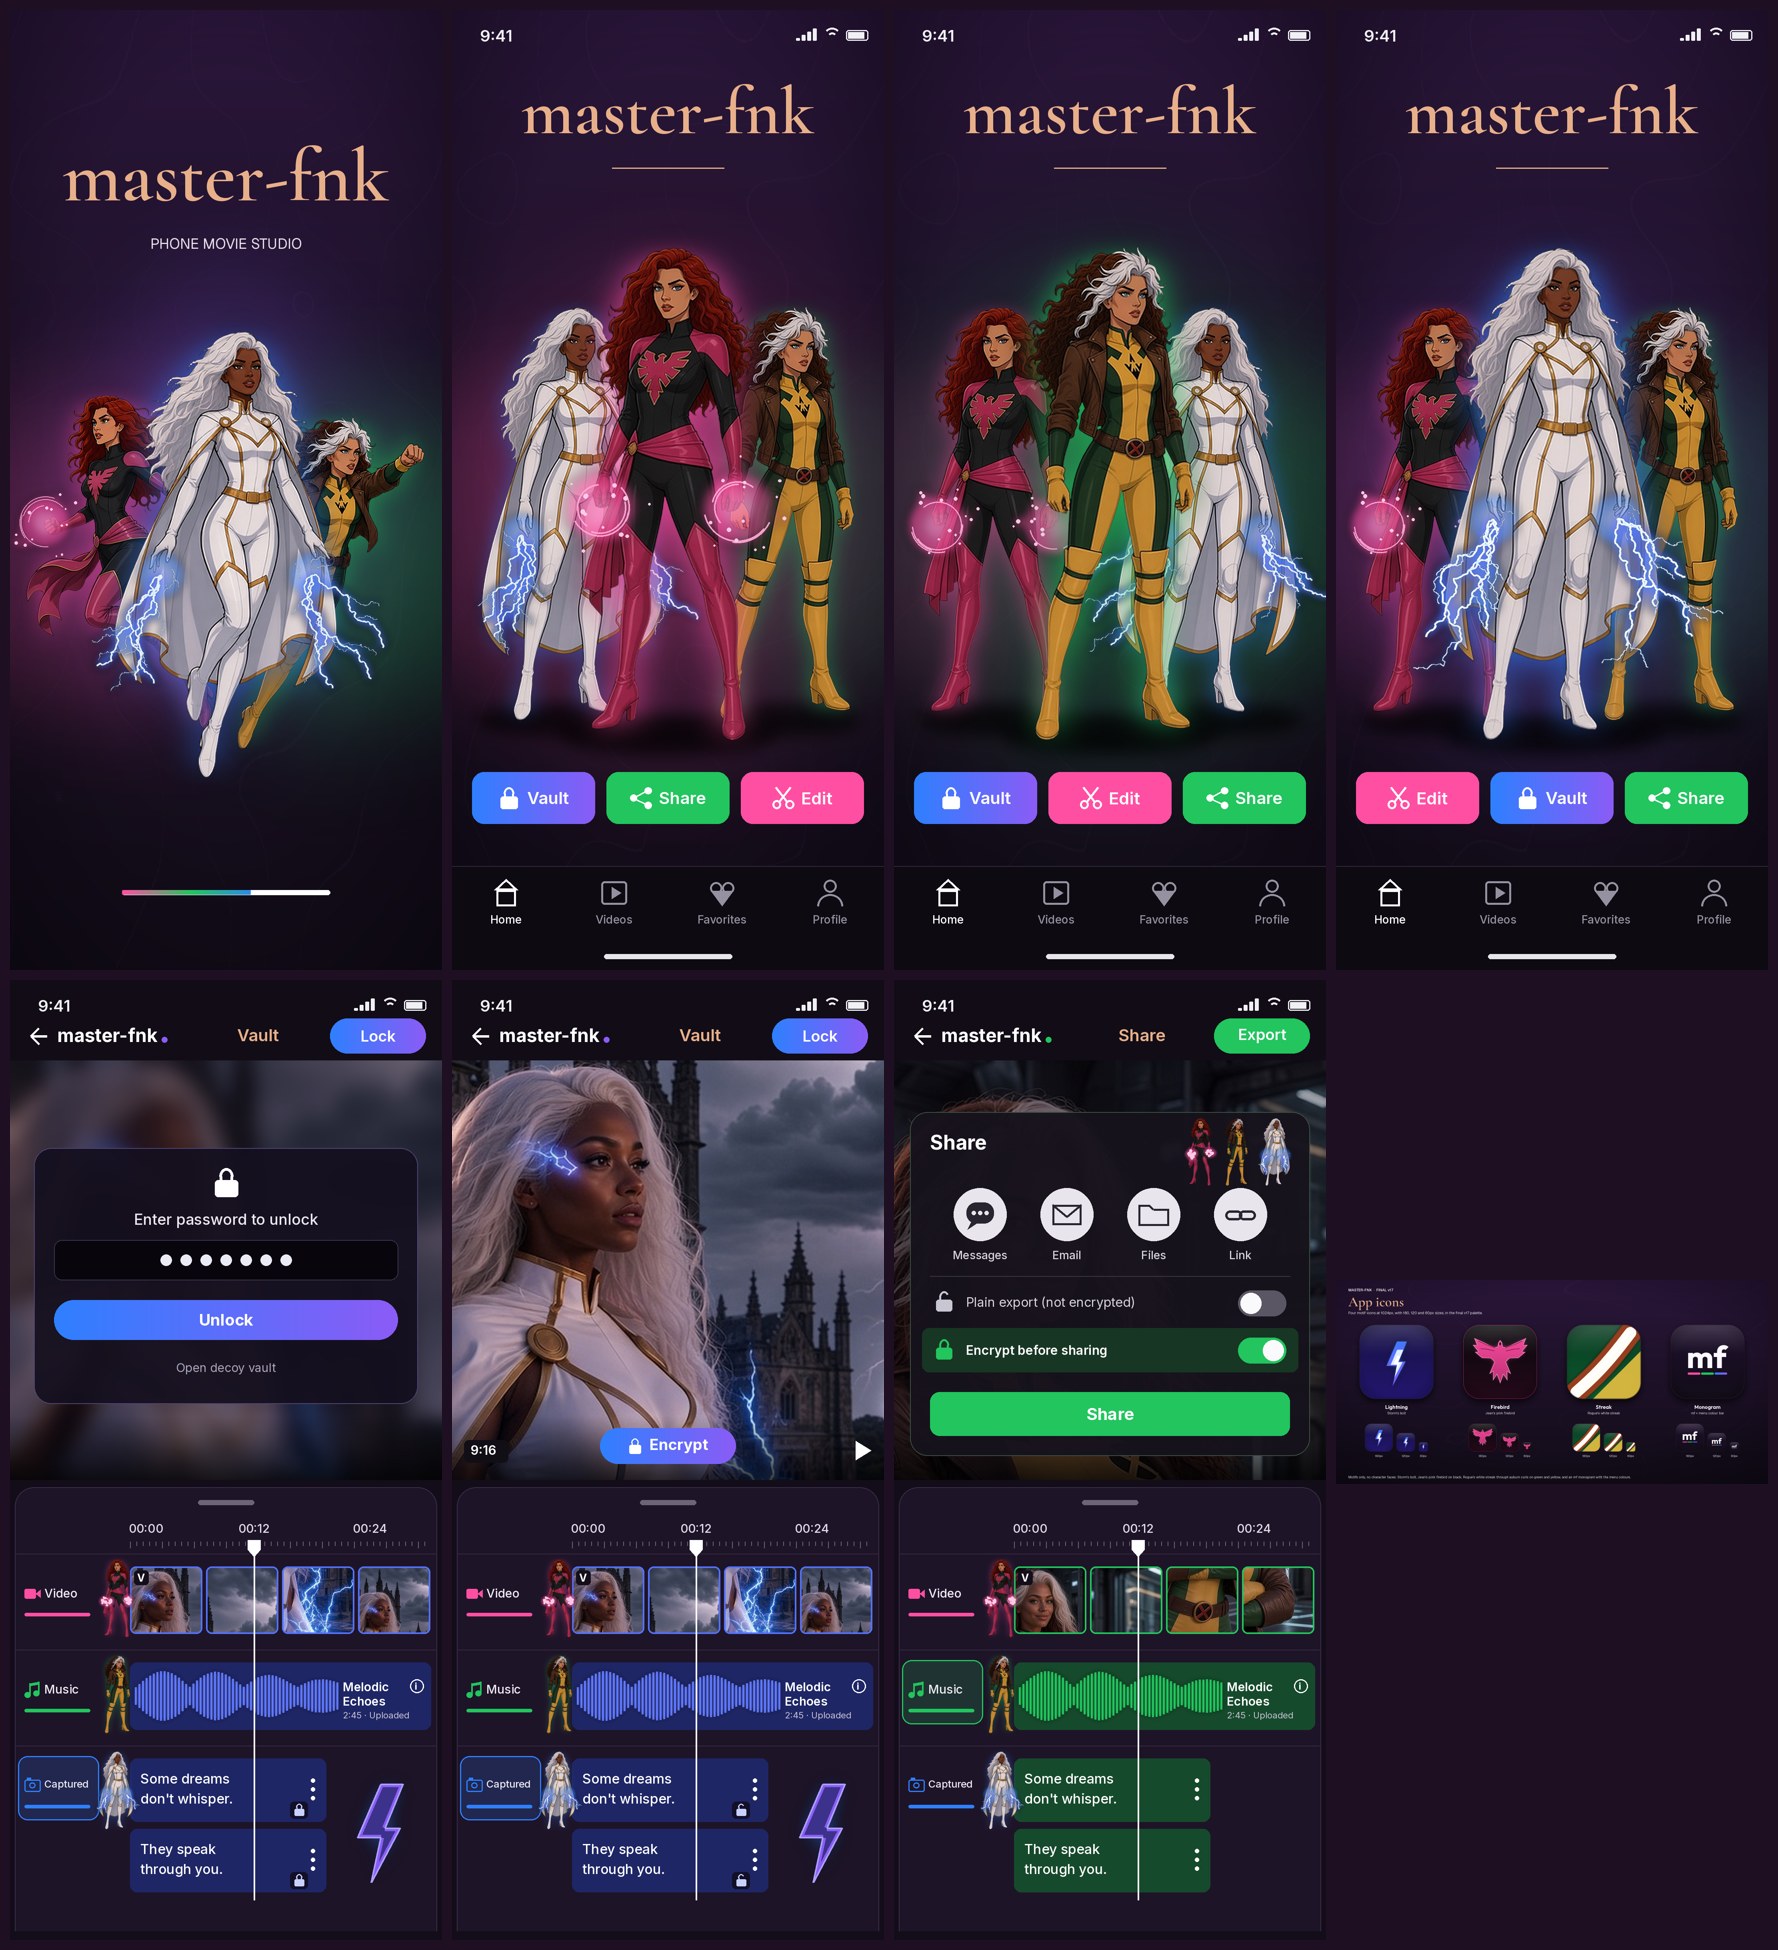 master-fnk
PHONE MOVIE STUDIO
9:41
master-fnk
Vault
Share
Edit
Home
Videos
Favorites
Profile
9:41
master-fnk
Vault
Edit
Share
Home
Videos
Favorites
Profile
9:41
master-fnk
Edit
Vault
Share
Home
Videos
Favorites
Profile
9:41
master-fnk
Vault
Lock
Enter password to unlock
Unlock
Open decoy vault
00:00 00:12 00:24
Video
V
Music
Melodic
Echoes
2:45 · Uploaded
Captured
Some dreams
don't whisper.
They speak
through you.
9:41
master-fnk
Vault
Lock
9:16
Encrypt
00:00 00:12 00:24
Video
V
Music
Melodic
Echoes
2:45 · Uploaded
Captured
Some dreams
don't whisper.
They speak
through you.
9:41
master-fnk
Share
Export
Share
Messages
Email
Files
Link
Plain export (not encrypted)
Encrypt before sharing
Share
00:00 00:12 00:24
Video
V
Music
Melodic
Echoes
2:45 · Uploaded
Captured
Some dreams
don't whisper.
They speak
through you.
App icons
mf
Lightning
Firebird
Streak
Monogram
mf
mf